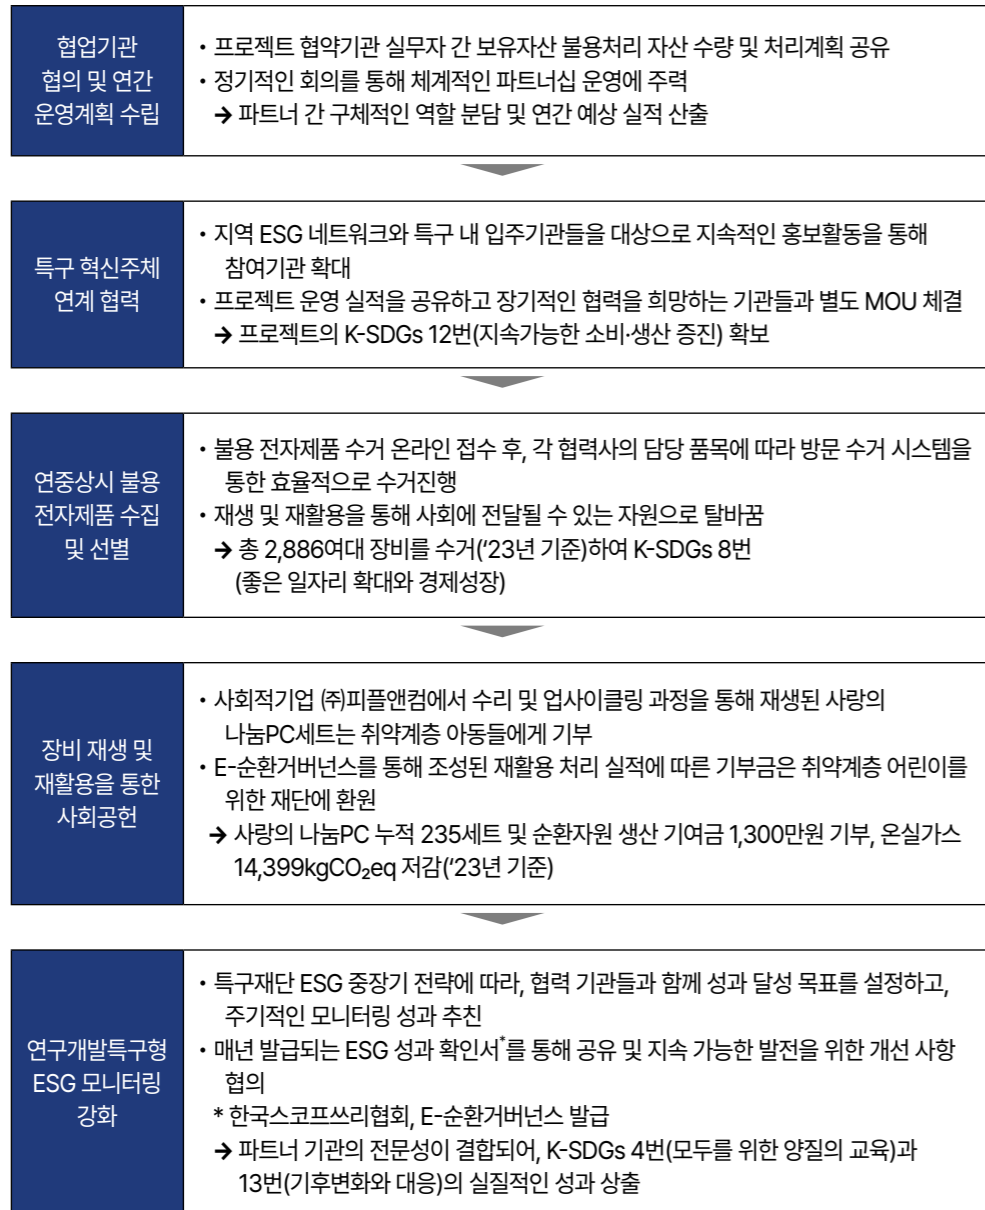 협업기관
협의 및 연간
운영계획 수립
• 프로젝트 협약기관 실무자 간 보유자산 불용처리 자산 수량 및 처리계획 공유
• 정기적인 회의를 통해 체계적인 파트너십 운영에 주력
→ 파트너 간 구체적인 역할 분담 및 연간 예상 실적 산출
특구 혁신주체
연계 협력
• 지역 ESG 네트워크와 특구 내 입주기관들을 대상으로 지속적인 홍보활동을 통해
참여기관 확대
• 프로젝트 운영 실적을 공유하고 장기적인 협력을 희망하는 기관들과 별도 MOU 체결
→ 프로젝트의 K-SDGs 12번(지속가능한 소비·생산 증진) 확보
연중상시 불용
전자제품 수집
및 선별
• 불용 전자제품 수거 온라인 접수 후, 각 협력사의 담당 품목에 따라 방문 수거 시스템을
통한 효율적으로 수거진행
• 재생 및 재활용을 통해 사회에 전달될 수 있는 자원으로 탈바꿈
→ 총 2,886여대 장비를 수거(‘23년 기준)하여 K-SDGs 8번
(좋은 일자리 확대와 경제성장)
장비 재생 및
재활용을 통한
사회공헌
• 사회적기업 ㈜피플앤컴에서 수리 및 업사이클링 과정을 통해 재생된 사랑의
나눔PC세트는 취약계층 아동들에게 기부
• E-순환거버넌스를 통해 조성된 재활용 처리 실적에 따른 기부금은 취약계층 어린이를
위한 재단에 환원
→ 사랑의 나눔PC 누적 235세트 및 순환자원 생산 기여금 1,300만원 기부, 온실가스
14,399kgCO₂eq 저감(‘23년 기준)
연구개발특구형
ESG 모니터링
강화
• 특구재단 ESG 중장기 전략에 따라, 협력 기관들과 함께 성과 달성 목표를 설정하고,
주기적인 모니터링 성과 추친
• 매년 발급되는 ESG 성과 확인서*를 통해 공유 및 지속 가능한 발전을 위한 개선 사항
협의
* 한국스코프쓰리협회, E-순환거버넌스 발급
→ 파트너 기관의 전문성이 결합되어, K-SDGs 4번(모두를 위한 양질의 교육)과
13번(기후변화와 대응)의 실질적인 성과 상출